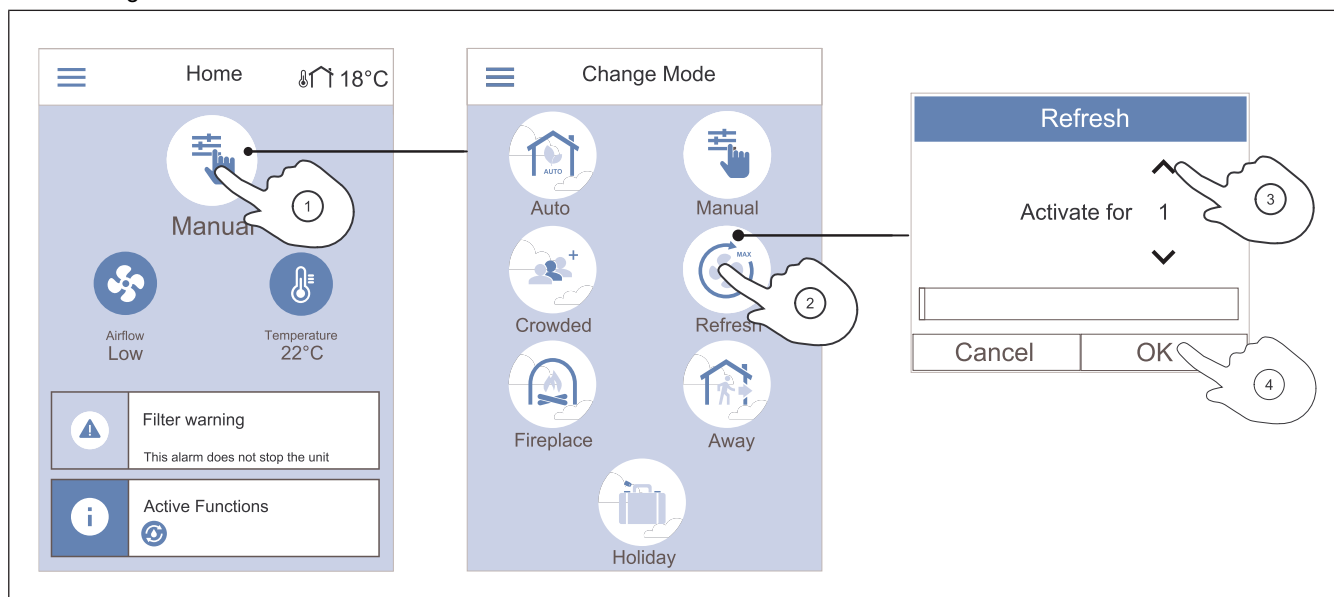 Home
18°C
Manual
1
Airflow
Low
Temperature
22°C
Filter warning
This alarm does not stop the unit
Active Functions
Change Mode
AUTO
Auto
Manual
Crowded
MAX
Refresh
2
Fireplace
Away
Holiday
Refresh
Activate for 1
3
Cancel OK
4